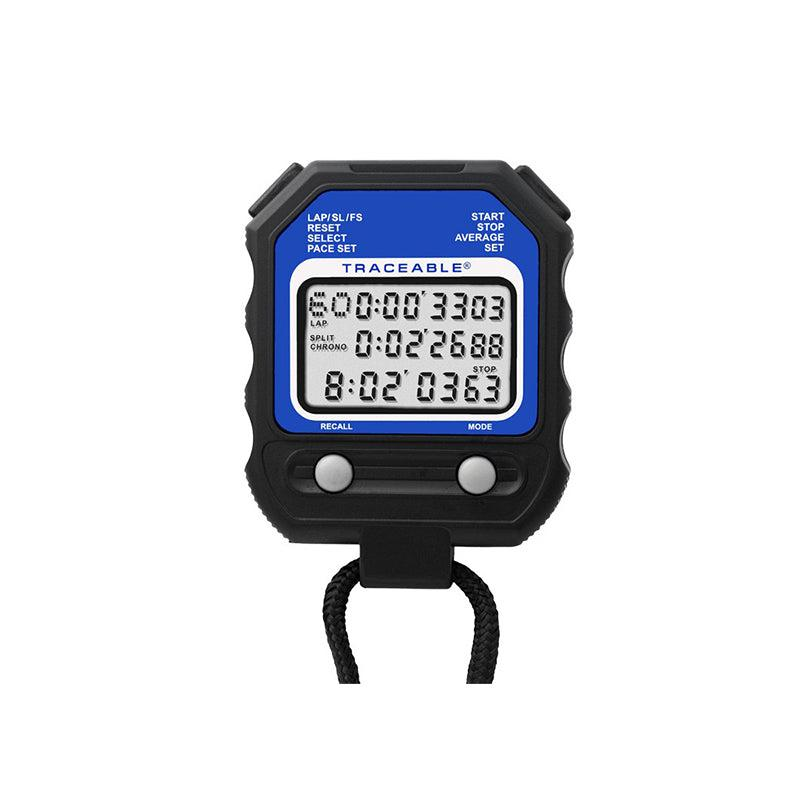 LAP/SL/FS
RESET
SELECT
PACE SET
START
STOP
AVERAGE
SET
TRACEABLE®
60 0:00'3303
LAP
SPLIT
CHRONO 0:02'2688
STOP
8:02'0363
RECALL MODE